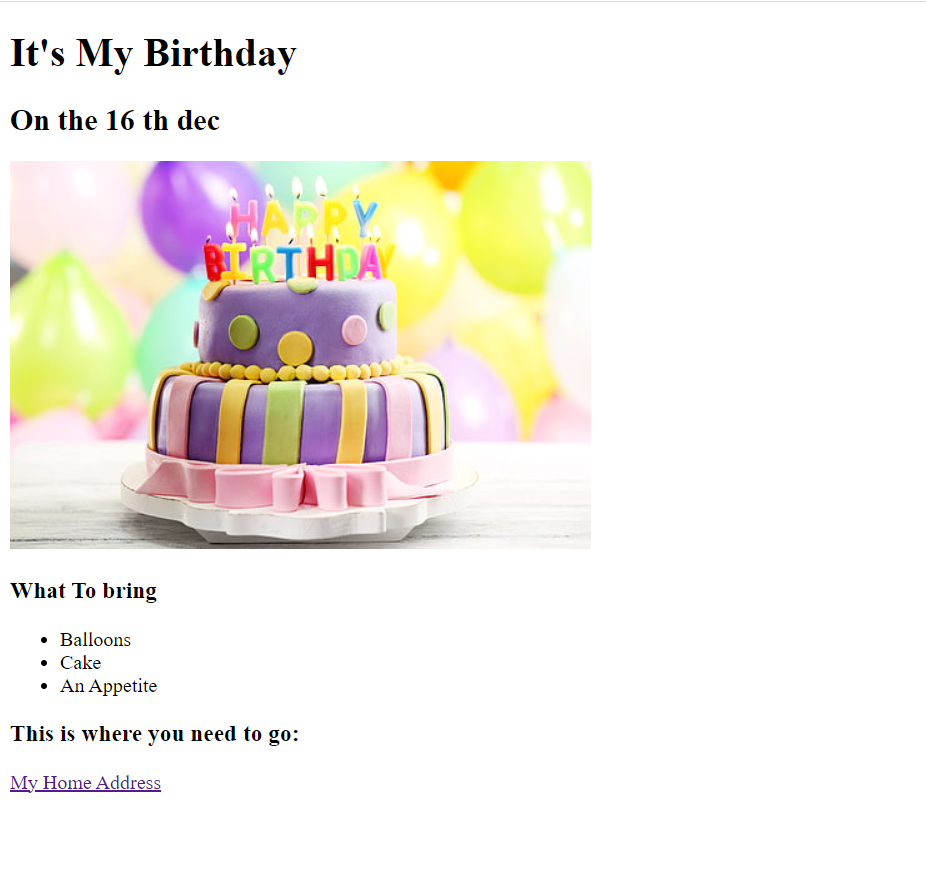 It's My Birthday
On the 16 th dec
HAPPY
BIRTHDAY
What To bring
Balloons
Cake
An Appetite
This is where you need to go:
My Home Address